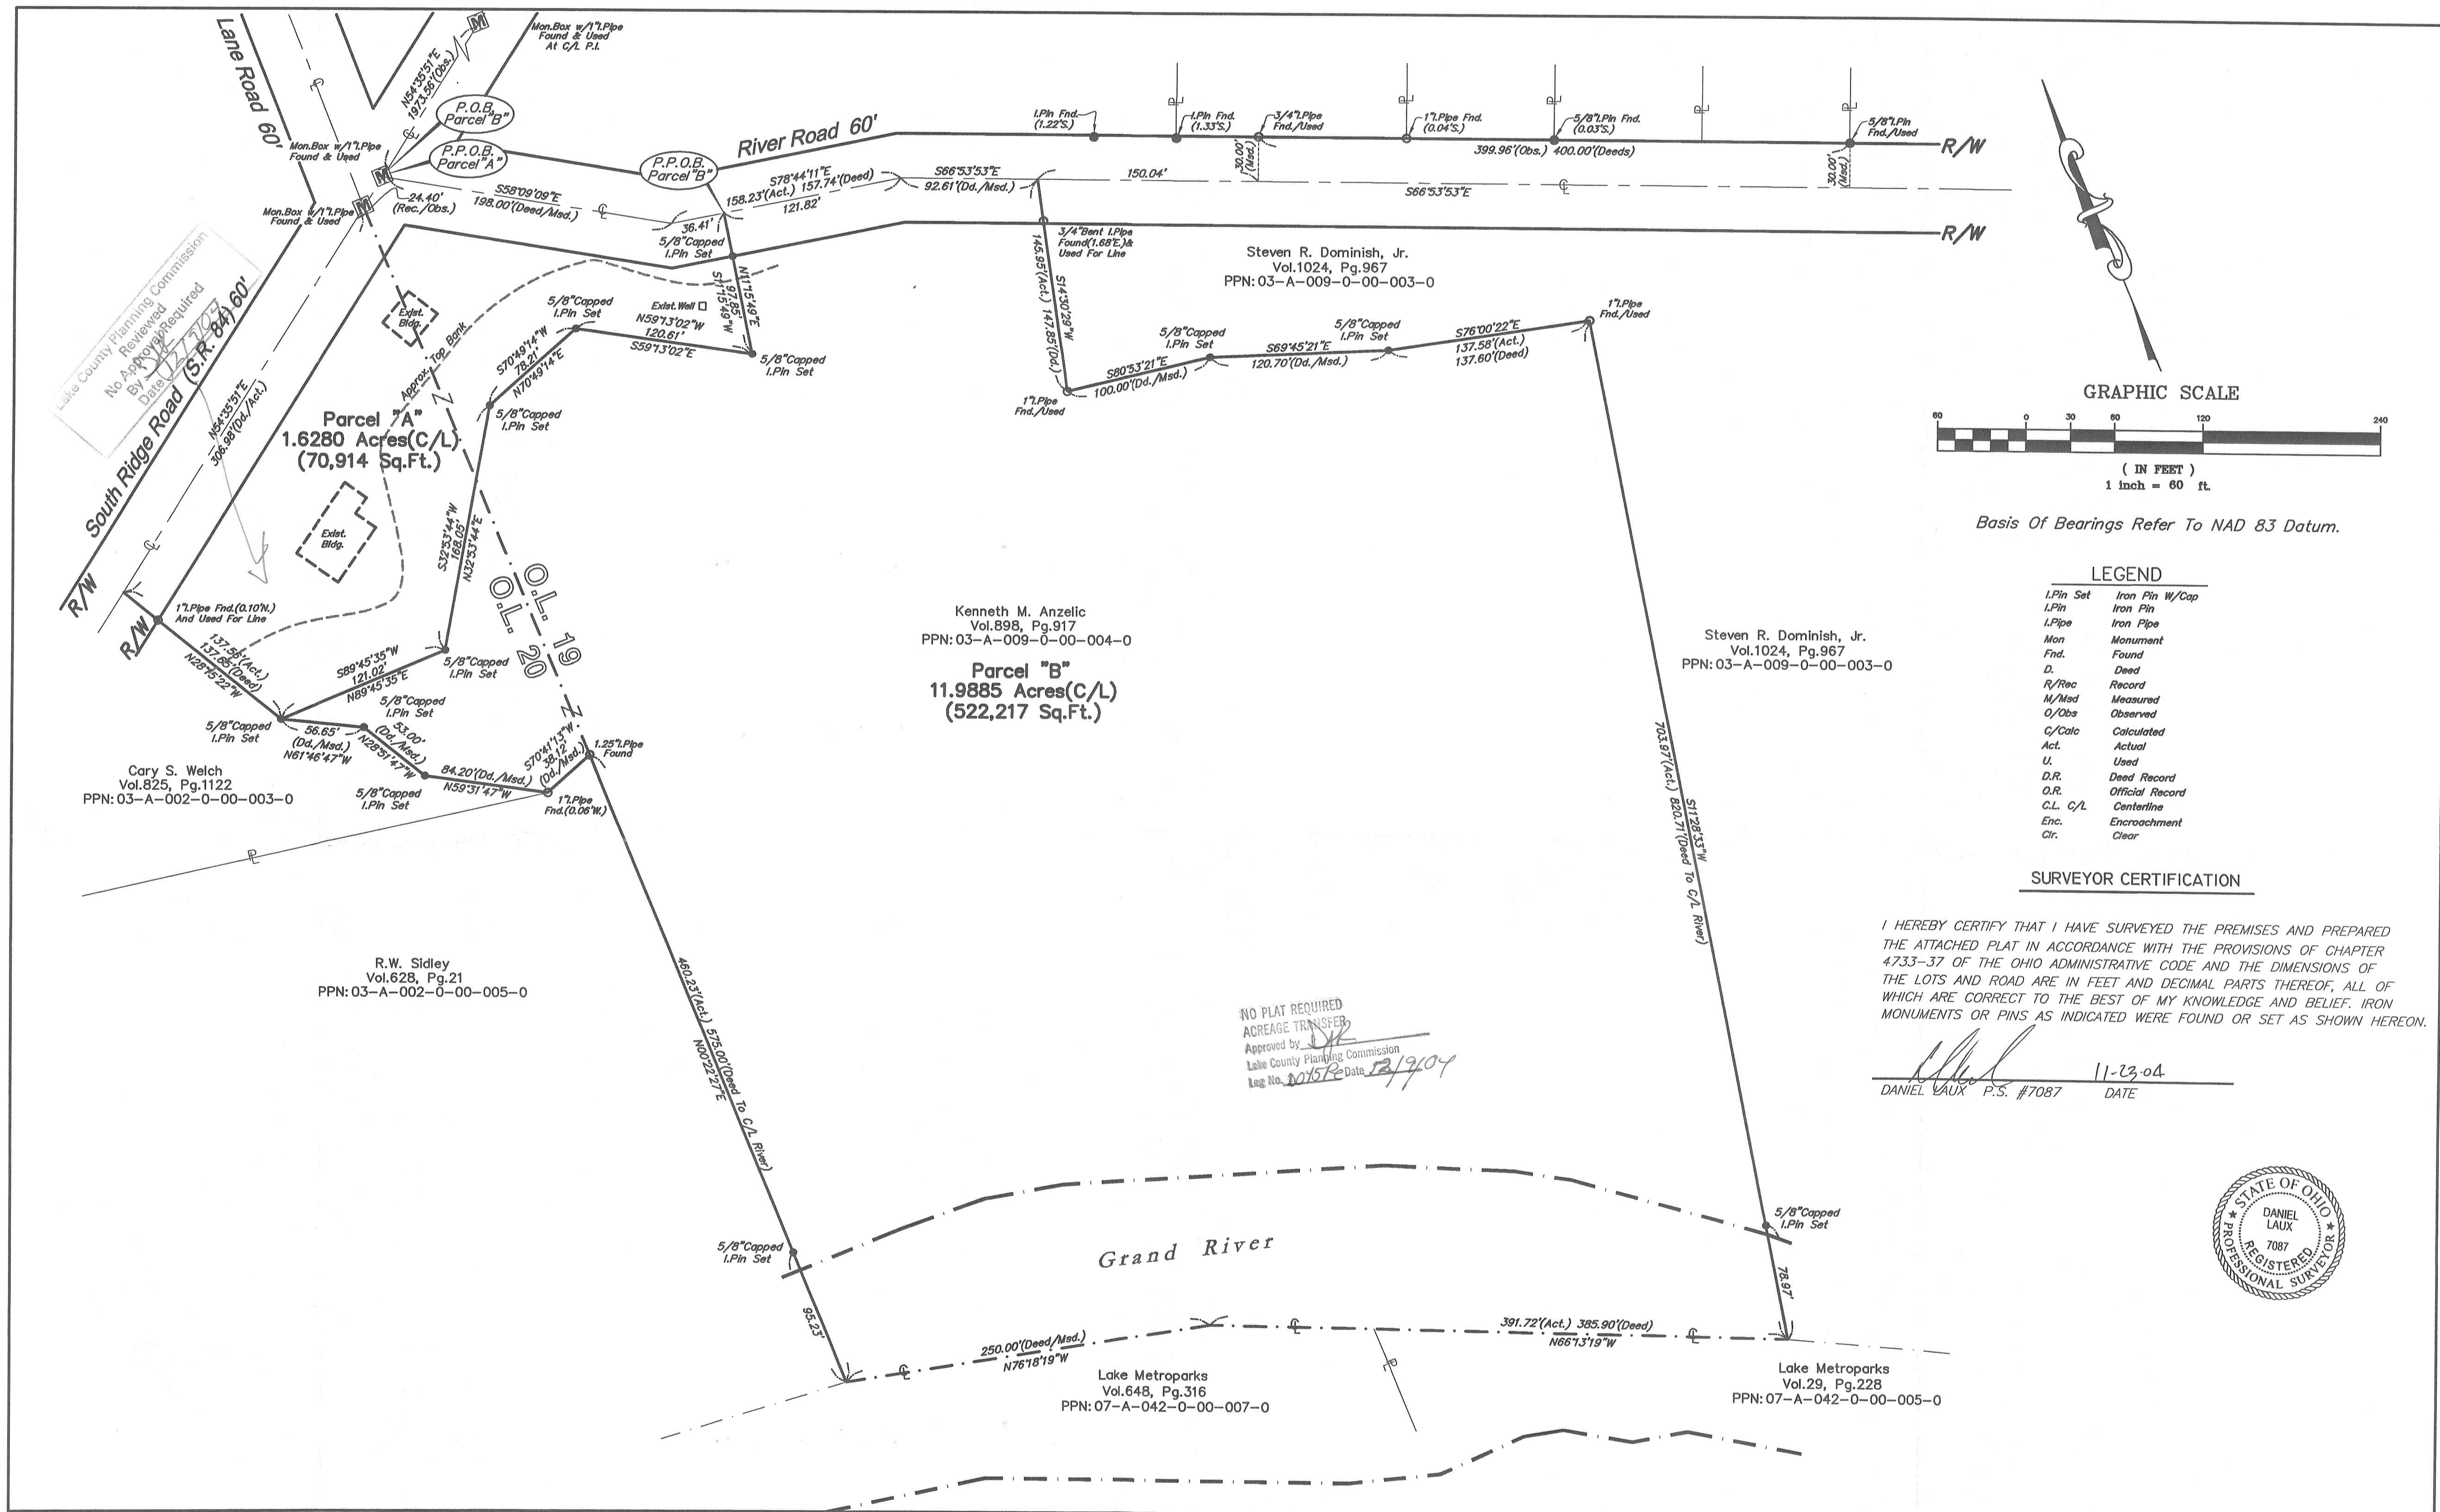 Lane Road 60'
Mon.Box w/1"I.Pipe
Found & Used
At C/L P.I.
N54°35'51"E
1973.56'(Obs.)
P.O.B.
Parcel "B"
P.P.O.B.
Parcel "A"
P.P.O.B.
Parcel "B"
Mon.Box w/1"I.Pipe
Found & Used
Mon.Box w/1"I.Pipe
Found & Used
24.40'
(Rec./Obs.)
S58°09'09"E
198.00'(Deed/Msd.)
River Road 60'
36.41'
158.23'(Act.) 157.74'(Deed)
S78°44'11"E
121.82'
S66°53'53"E
92.61'(Dd./Msd.)
150.04'
S66°53'53"E
I.Pin Fnd.
(1.22'S.)
I.Pin Fnd.
(1.33'S.)
3/4"I.Pipe
Fnd./Used
1"I.Pipe Fnd.
(0.04'S.)
5/8"I.Pin Fnd.
(0.03'S.)
5/8"I.Pin
Fnd./Used
399.96'(Obs.) 400.00'(Deeds)
30.00'
(Msd.)
30.00'
(Msd.)
R/W
R/W
5/8"Capped
I.Pin Set
N11°15'49"E
97.85'
S11°15'49"W
3/4"Bent I.Pipe
Found(1.68'E.)&
Used For Line
145.95'(Act.) 147.85'(Dd.)
S14°30'29"W
Steven R. Dominish, Jr.
Vol.1024, Pg.967
PPN: 03-A-009-0-00-003-0
Lake County Planning Commission
Reviewed
No Approval Required
By
Date
South Ridge Road (S.R. 84) 60'
N54°35'51"E
306.98'(Dd./Act.)
R/W
R/W
Exist.
Bldg.
Approx. Top Bank
Exist.Well
5/8"Capped
I.Pin Set
N59°13'02"W
120.61'
S59°13'02"E
5/8"Capped
I.Pin Set
S70°49'14"W
78.21'
N70°49'14"E
5/8"Capped
I.Pin Set
Parcel "A"
1.6280 Acres(C/L)
(70,914 Sq.Ft.)
S32°53'44"W
168.05'
N32°53'44"E
Exist.
Bldg.
O.L. 19
O.L. 20
1"I.Pipe
Fnd./Used
S80°53'21"E
100.00'(Dd./Msd.)
5/8"Capped
I.Pin Set
S69°45'21"E
120.70'(Dd./Msd.)
5/8"Capped
I.Pin Set
S76°00'22"E
137.58'(Act.)
137.60'(Deed)
1"I.Pipe
Fnd./Used
1"I.Pipe Fnd.(0.10'N.)
And Used For Line
137.56'(Act.)
137.65'(Deed)
N28°15'22"W
S89°45'35"W
121.02'
N89°45'35"E
5/8"Capped
I.Pin Set
5/8"Capped
I.Pin Set
56.65'
(Dd./Msd.)
N61°46'47"W
5/8"Capped
I.Pin Set
53.00'
(Dd./Msd.)
N28°51'47"W
5/8"Capped
I.Pin Set
84.20'(Dd./Msd.)
N59°31'47"W
S70°41'13"W
38.12'
(Dd./Msd.)
1.25"I.Pipe
Found
1"I.Pipe
Fnd.(0.06'W.)
Cary S. Welch
Vol.825, Pg.1122
PPN: 03-A-002-0-00-003-0
Kenneth M. Anzelic
Vol.898, Pg.917
PPN: 03-A-009-0-00-004-0
Parcel "B"
11.9885 Acres(C/L)
(522,217 Sq.Ft.)
Steven R. Dominish, Jr.
Vol.1024, Pg.967
PPN: 03-A-009-0-00-003-0
703.97'(Act.) 820.71'(Deed To C/L River)
S11°28'33"W
R.W. Sidley
Vol.628, Pg.21
PPN: 03-A-002-0-00-005-0
460.23'(Act.) 575.00'(Deed To C/L River)
N00°22'27"E
NO PLAT REQUIRED
ACREAGE TRANSFER
Approved by
Lake County Planning Commission
Log No. Date 12/9/04
5/8"Capped
I.Pin Set
95.23'
Grand River
5/8"Capped
I.Pin Set
78.97'
250.00'(Deed/Msd.)
N76°18'19"W
391.72'(Act.) 385.90'(Deed)
N66°13'19"W
Lake Metroparks
Vol.648, Pg.316
PPN: 07-A-042-0-00-007-0
Lake Metroparks
Vol.29, Pg.228
PPN: 07-A-042-0-00-005-0
GRAPHIC SCALE
60 0 30 60 120 240
( IN FEET )
1 inch = 60 ft.
Basis Of Bearings Refer To NAD 83 Datum.
LEGEND
I.Pin Set Iron Pin W/Cap
I.Pin Iron Pin
I.Pipe Iron Pipe
Mon Monument
Fnd. Found
D. Deed
R/Rec Record
M/Msd Measured
O/Obs Observed
C/Calc Calculated
Act. Actual
U. Used
D.R. Deed Record
O.R. Official Record
C.L. C/L Centerline
Enc. Encroachment
Clr. Clear
SURVEYOR CERTIFICATION
I HEREBY CERTIFY THAT I HAVE SURVEYED THE PREMISES AND PREPARED
THE ATTACHED PLAT IN ACCORDANCE WITH THE PROVISIONS OF CHAPTER
4733-37 OF THE OHIO ADMINISTRATIVE CODE AND THE DIMENSIONS OF
THE LOTS AND ROAD ARE IN FEET AND DECIMAL PARTS THEREOF, ALL OF
WHICH ARE CORRECT TO THE BEST OF MY KNOWLEDGE AND BELIEF. IRON
MONUMENTS OR PINS AS INDICATED WERE FOUND OR SET AS SHOWN HEREON.
11-23-04
DANIEL LAUX P.S. #7087 DATE
STATE OF OHIO
DANIEL
LAUX
7087
REGISTERED
PROFESSIONAL SURVEYOR